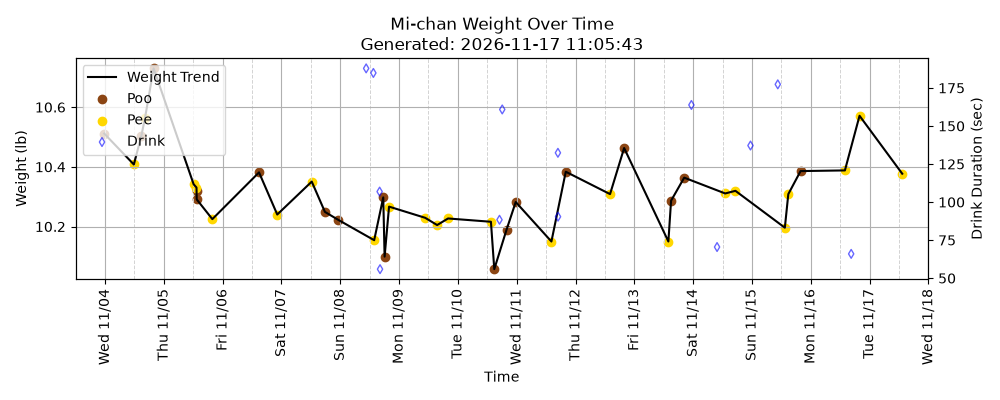 Mi-chan Weight Over Time
Generated: 2026-11-17 11:05:43
Weight Trend
Poo
Pee
Drink
Weight (lb)
10.6
10.4
10.2
Drink Duration (sec)
175
150
125
100
75
50
Wed 11/04
Thu 11/05
Fri 11/06
Sat 11/07
Sun 11/08
Mon 11/09
Tue 11/10
Wed 11/11
Thu 11/12
Fri 11/13
Sat 11/14
Sun 11/15
Mon 11/16
Tue 11/17
Wed 11/18
Time